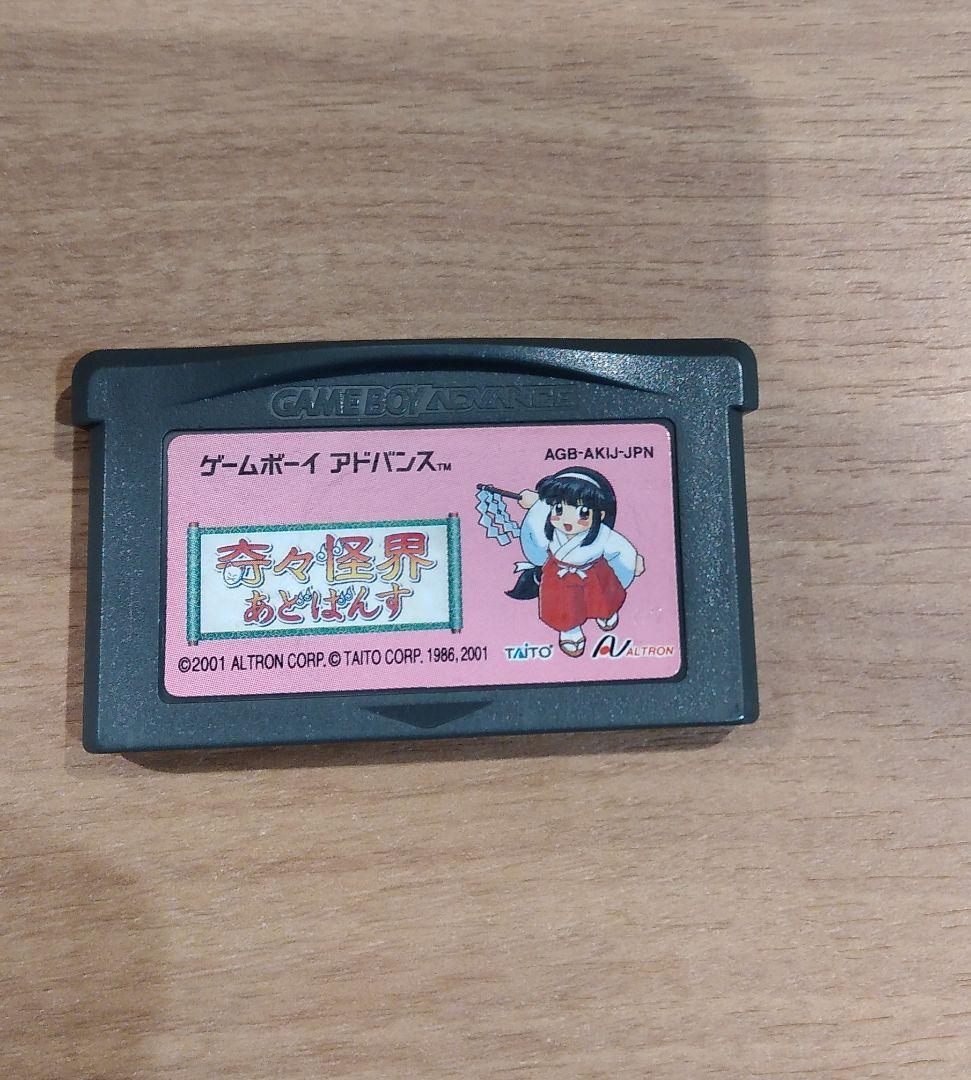 GAME BOY ADVANCE
ゲームボーイ アドバンス™
AGB-AKIJ-JPN
奇々怪界
あどばんす
©2001 ALTRON CORP. © TAITO CORP. 1986, 2001
TAITO®
ALTRON